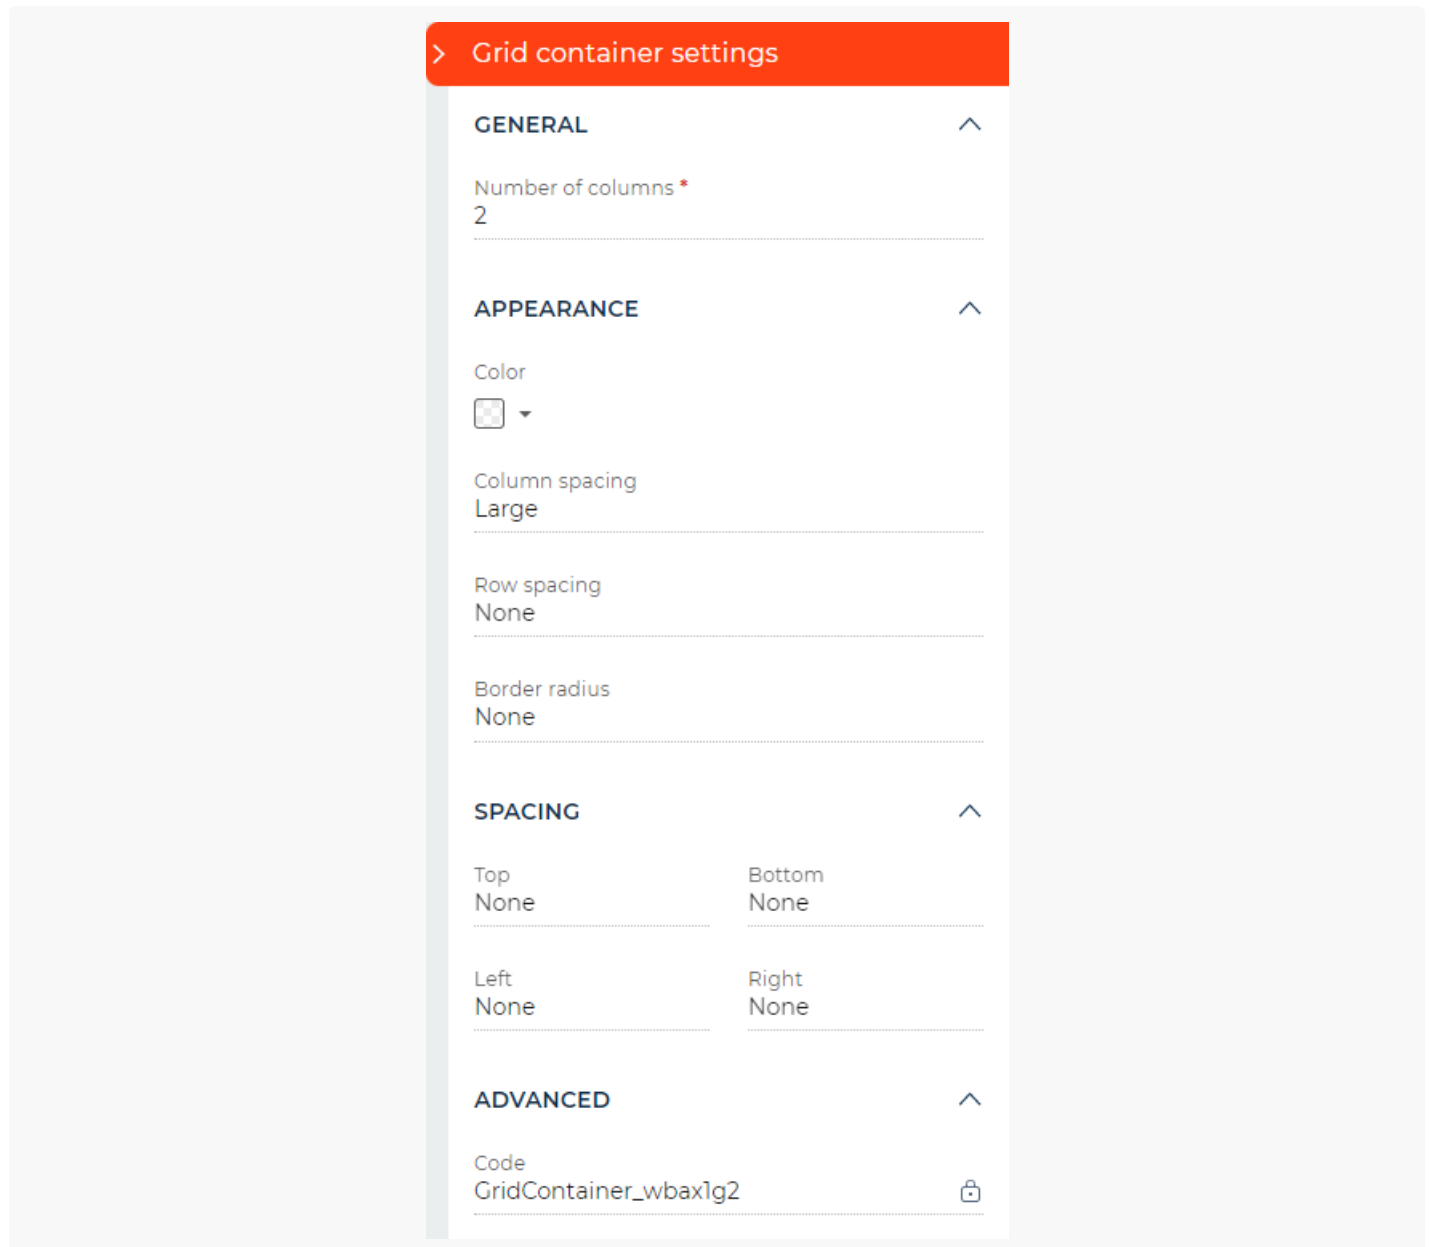 Grid container settings
GENERAL
Number of columns *
2
APPEARANCE
Color
Column spacing
Large
Row spacing
None
Border radius
None
SPACING
Top
None
Bottom
None
Left
None
Right
None
ADVANCED
Code
GridContainer_wbax1g2